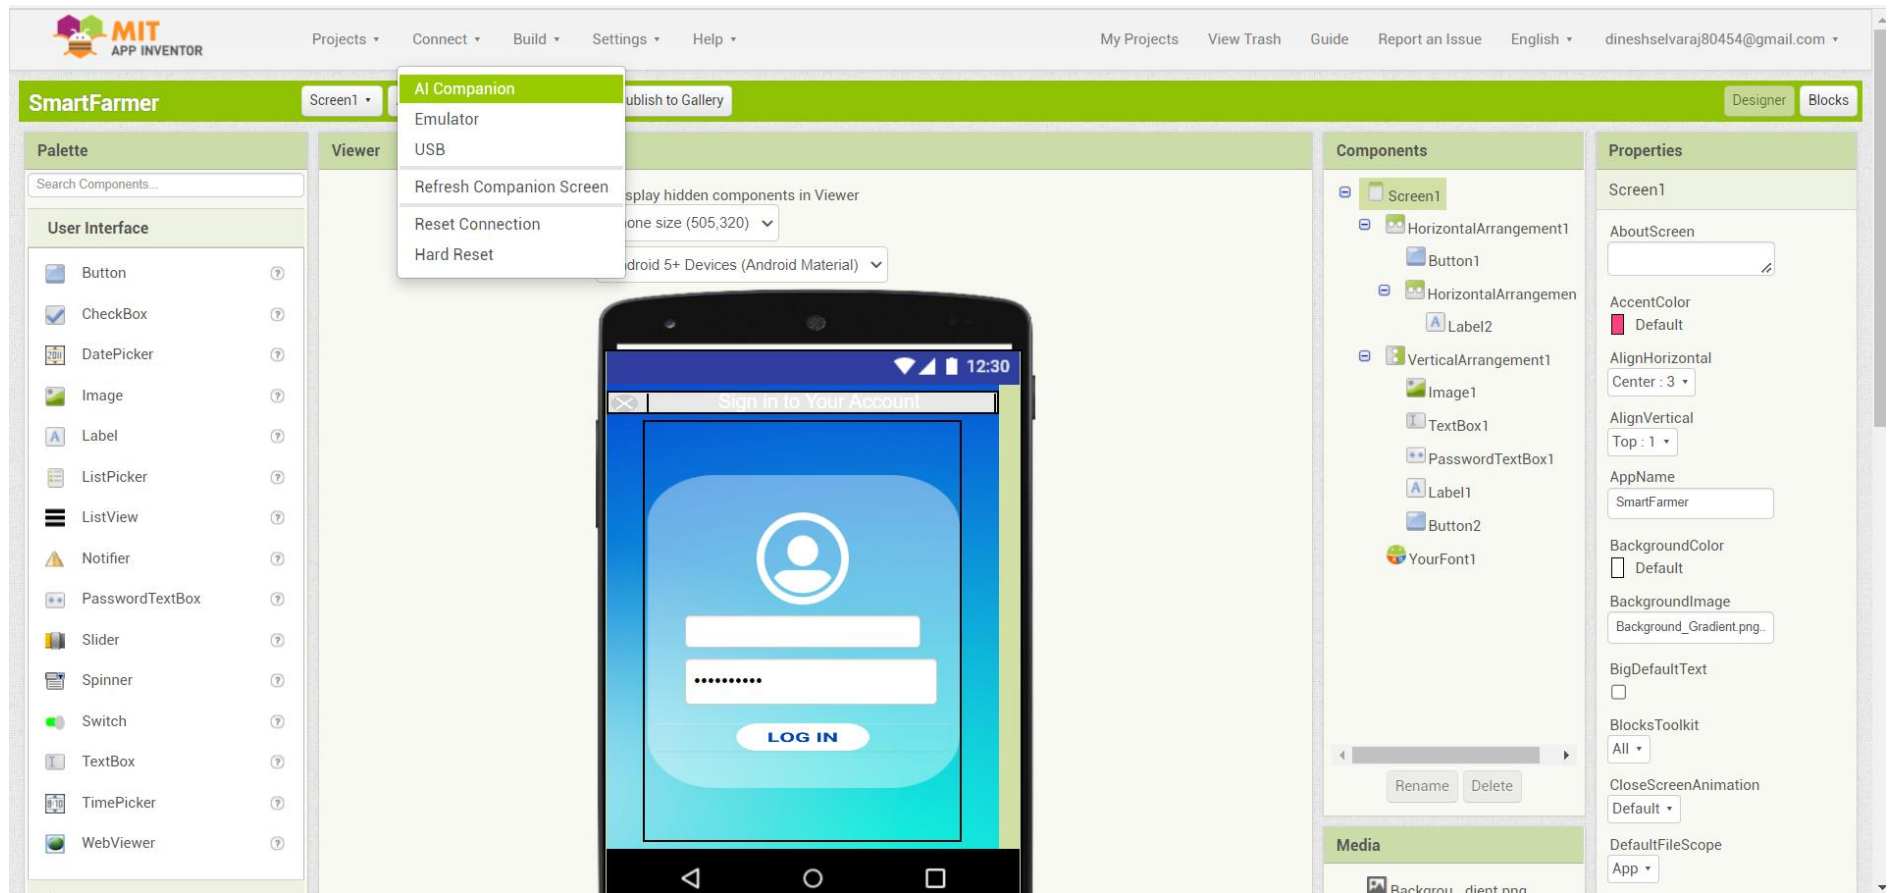 MIT
APP INVENTOR
Projects
Connect
Build
Settings
Help
My Projects
View Trash
Guide
Report an Issue
English
dineshselvaraj80454@gmail.com
SmartFarmer
Screen1
ublish to Gallery
Designer
Blocks
AI Companion
Emulator
USB
Refresh Companion Screen
Reset Connection
Hard Reset
Palette
Search Components...
User Interface
Button
CheckBox
DatePicker
Image
Label
ListPicker
ListView
Notifier
PasswordTextBox
Slider
Spinner
Switch
TextBox
TimePicker
WebViewer
Viewer
splay hidden components in Viewer
one size (505,320)
droid 5+ Devices (Android Material)
12:30
Sign in to Your Account
••••••••••
LOG IN
Components
Screen1
HorizontalArrangement1
Button1
HorizontalArrangemen
Label2
VerticalArrangement1
Image1
TextBox1
PasswordTextBox1
Label1
Button2
YourFont1
Rename
Delete
Media
Backgrou...dient.png
Properties
Screen1
AboutScreen
AccentColor
Default
AlignHorizontal
Center : 3
AlignVertical
Top : 1
AppName
SmartFarmer
BackgroundColor
Default
BackgroundImage
Background_Gradient.png...
BigDefaultText
BlocksToolkit
All
CloseScreenAnimation
Default
DefaultFileScope
App